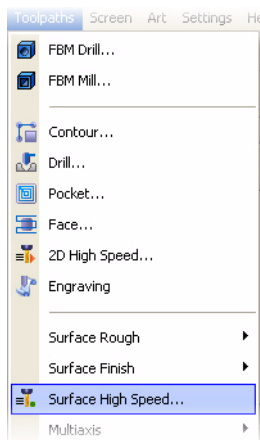 Toolpaths Screen Art Settings He
FBM Drill...
FBM Mill...
Contour...
Drill...
Pocket...
Face...
2D High Speed...
Engraving
Surface Rough
Surface Finish
Surface High Speed...
Multiaxis